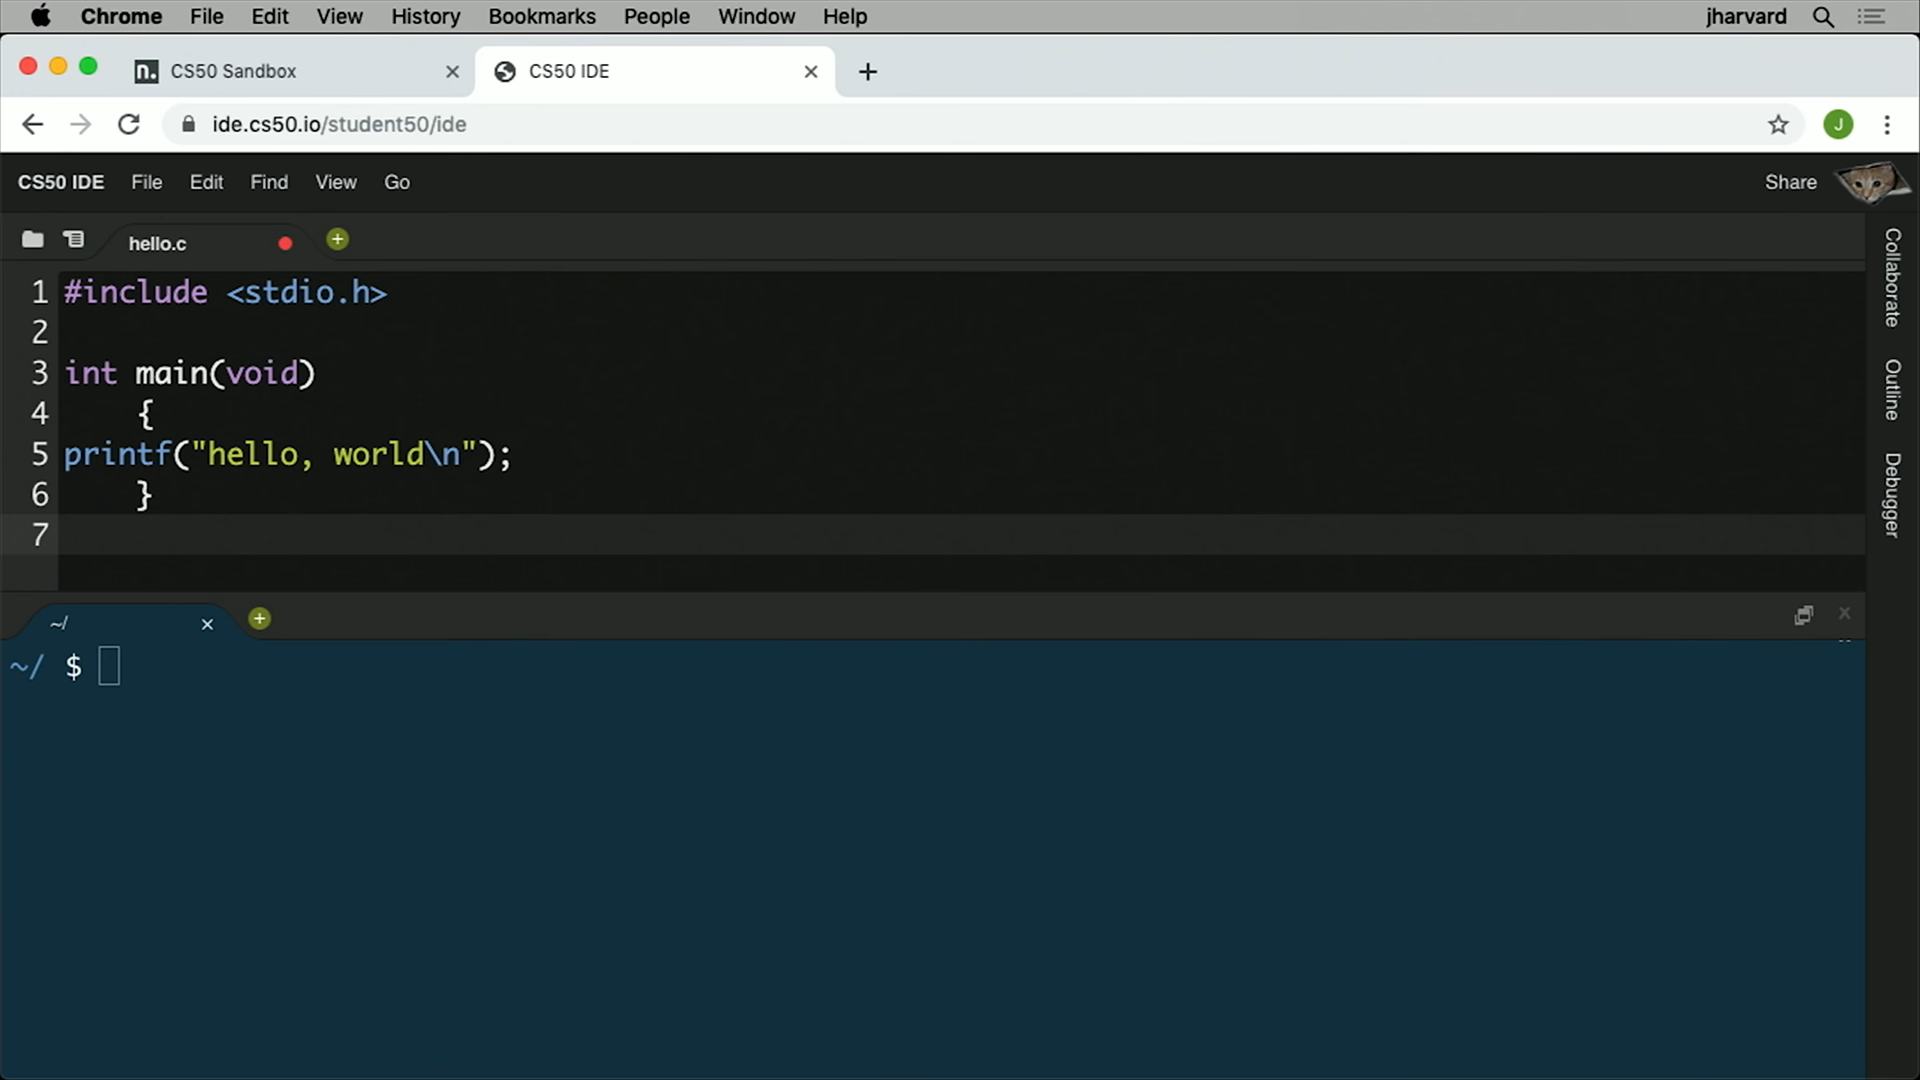 Chrome File Edit View History Bookmarks People Window Help jharvard
n. CS50 Sandbox CS50 IDE
ide.cs50.io/student50/ide J
CS50 IDE File Edit Find View Go Share
hello.c
1 #include <stdio.h>
2
3 int main(void)
4     {
5 printf("hello, world\n");
6     }
7
~/
~/ $
Collaborate
Outline
Debugger